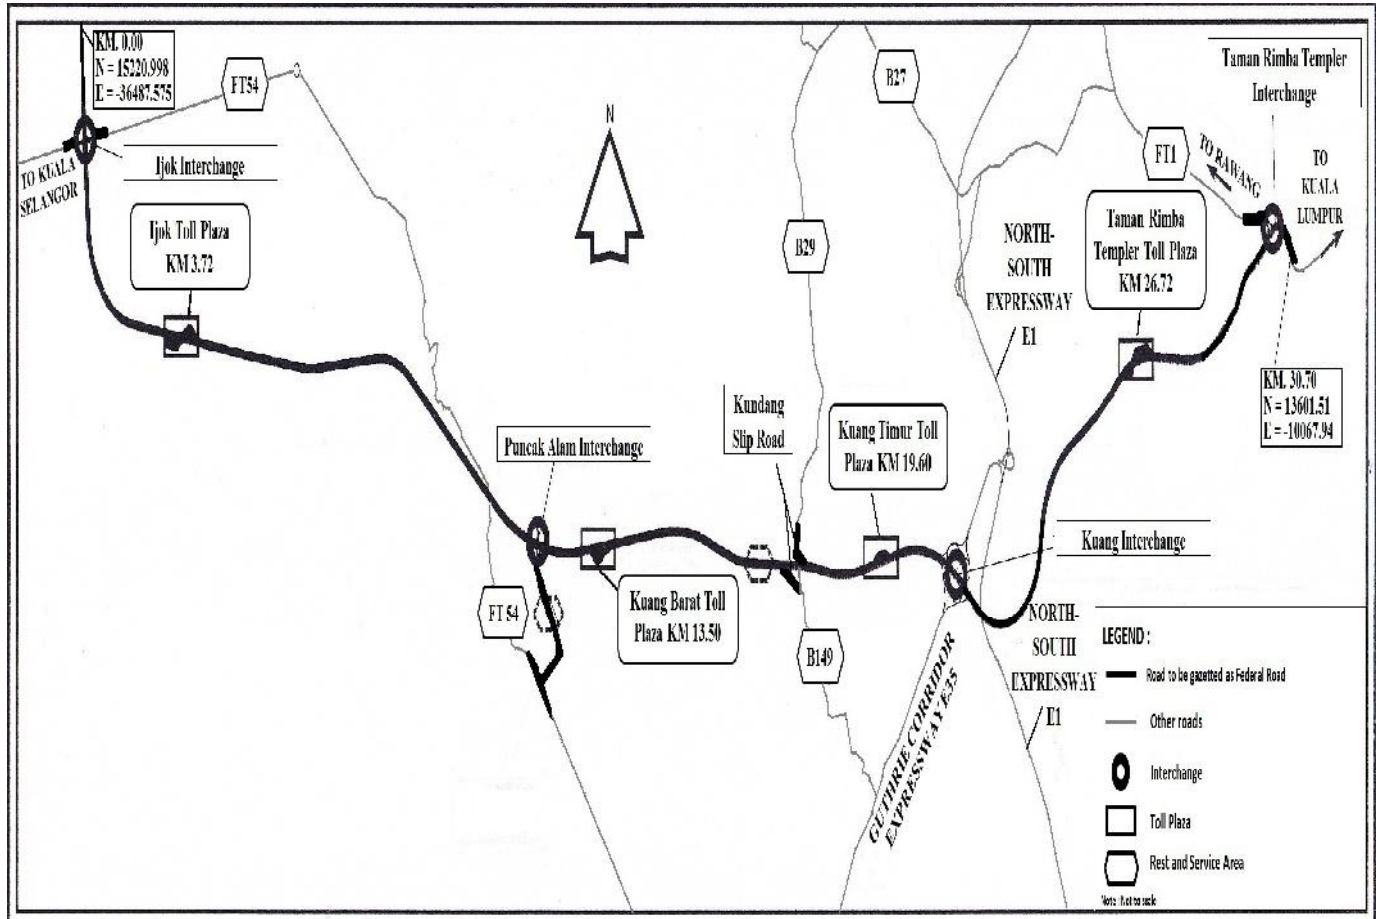 KM. 0.00
N = 15220.998
E = -36487.575
FT54
Ijok Interchange
TO KUALA
SELANGOR
Ijok Toll Plaza
KM 3.72
N
B27
B29
Taman Rimba Templer
Interchange
FT1
TO RAWANG
TO
KUALA
LUMPUR
Taman Rimba
Templer Toll Plaza
KM 26.72
NORTH-
SOUTH
EXPRESSWAY
E1
KM. 30.70
N = 13601.51
E = -10067.94
Puncak Alam Interchange
Kundang
Slip Road
Kuang Timur Toll
Plaza KM 19.60
Kuang Interchange
FT 54
Kuang Barat Toll
Plaza KM 13.50
B149
GUTHRIE CORRIDOR
EXPRESSWAY E35
NORTH-
SOUTH
EXPRESSWAY
E1
LEGEND :
Road to be gazetted as Federal Road
Other roads
Interchange
Toll Plaza
Rest and Service Area
Note : Not to scale